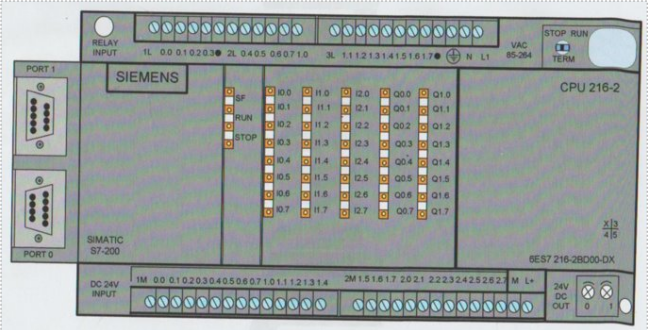 RELAY
INPUT
1L 0.0 0.1 0.2 0.3 2L 0.4 0.5 0.6 0.7 1.0
3L 1.1 1.2 1.3 1.4 1.5 1.6 1.7 N L1
VAC
85-264
STOP RUN
TERM
PORT 1
SIEMENS
CPU 216-2
SF
RUN
STOP
I0.0 I1.0 I2.0 Q0.0 Q1.0
I0.1 I1.1 I2.1 Q0.1 Q1.1
I0.2 I1.2 I2.2 Q0.2 Q1.2
I0.3 I1.3 I2.3 Q0.3 Q1.3
I0.4 I1.4 I2.4 Q0.4 Q1.4
I0.5 I1.5 I2.5 Q0.5 Q1.5
I0.6 I1.6 I2.6 Q0.6 Q1.6
I0.7 I1.7 I2.7 Q0.7 Q1.7
X 3
4 5
SIMATIC
S7-200
6ES7 216-2BD00-DX
PORT 0
DC 24V
INPUT
1M 0.0 0.1 0.2 0.3 0.4 0.5 0.6 0.7 1.0 1.1 1.2 1.3 1.4
2M 1.5 1.6 1.7 2.0 2.1 2.2 2.3 2.4 2.5 2.6 2.7 M L+
24V
DC
OUT
0 1